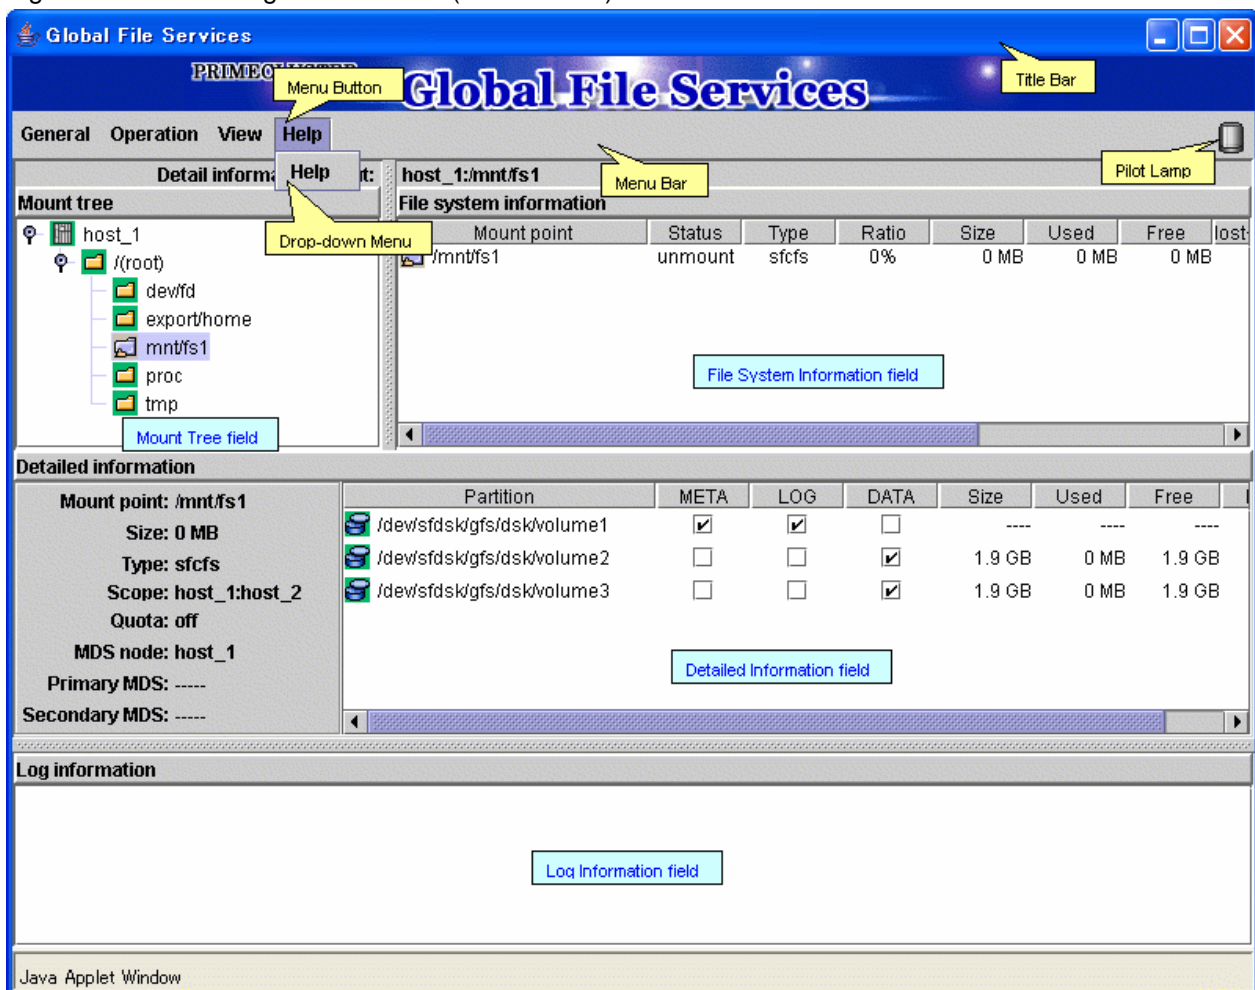 Global File Services
PRIMECLUSTER
Global File Services
Menu Button
Title Bar
General Operation View Help
Help
Menu Bar
Pilot Lamp
Drop-down Menu
Detail informa t: host_1:/mnt/fs1
Mount tree
host_1
/(root)
dev/fd
export/home
mnt/fs1
proc
tmp
Mount Tree field
File system information
Mount point Status Type Ratio Size Used Free lost-
/mnt/fs1 unmount sfcfs 0% 0 MB 0 MB 0 MB
File System Information field
Detailed information
Mount point: /mnt/fs1
Size: 0 MB
Type: sfcfs
Scope: host_1:host_2
Quota: off
MDS node: host_1
Primary MDS: -----
Secondary MDS: -----
Partition META LOG DATA Size Used Free
/dev/sfdsk/gfs/dsk/volume1 ---- ---- ----
/dev/sfdsk/gfs/dsk/volume2 1.9 GB 0 MB 1.9 GB
/dev/sfdsk/gfs/dsk/volume3 1.9 GB 0 MB 1.9 GB
Detailed Information field
Log information
Log Information field
Java Applet Window